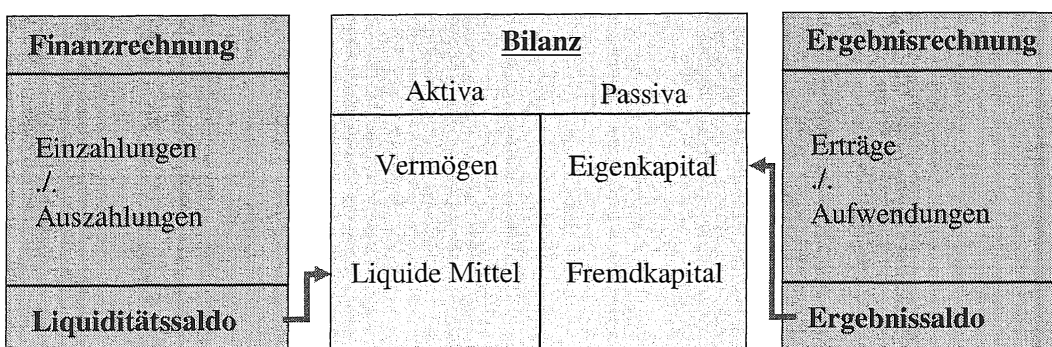 Finanzrechnung
Einzahlungen
./.
Auszahlungen
Liquiditätssaldo
Bilanz
Aktiva Passiva
Vermögen Eigenkapital
Liquide Mittel Fremdkapital
Ergebnisrechnung
Erträge
./.
Aufwendungen
Ergebnissaldo